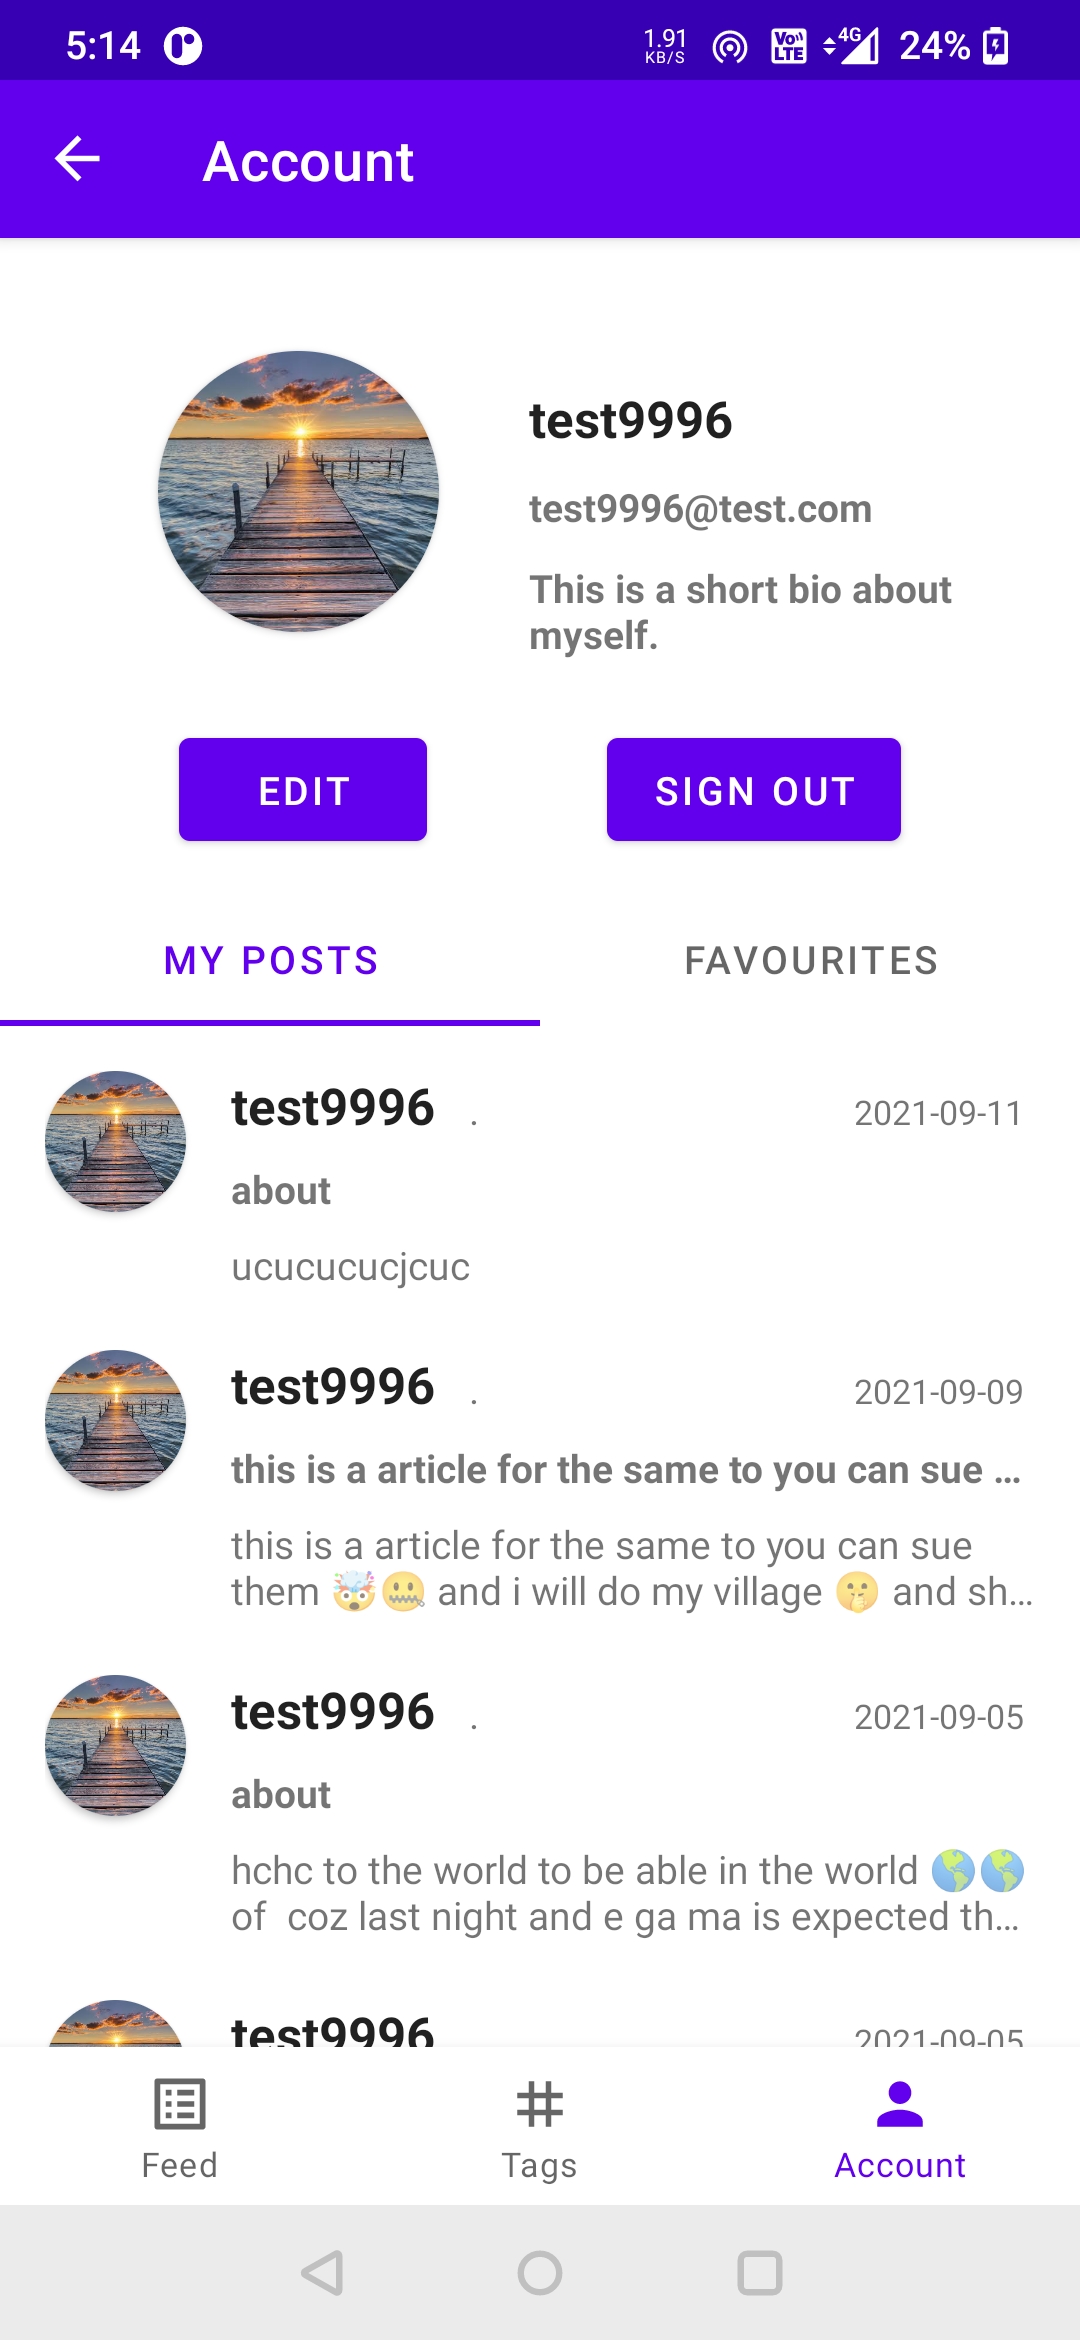 5:14 1.91 KB/S VoLTE 4G 24%
Account
test9996
test9996@test.com
This is a short bio about
myself.
EDIT SIGN OUT
MY POSTS FAVOURITES
test9996 . 2021-09-11
about
ucucucucjcuc
test9996 . 2021-09-09
this is a article for the same to you can sue ...
this is a article for the same to you can sue
them 🤯🤐 and i will do my village 🤫 and sh...
test9996 . 2021-09-05
about
hchc to the world to be able in the world 🌎🌎
of  coz last night and e ga ma is expected th...
test9996 2021-09-05
Feed Tags Account